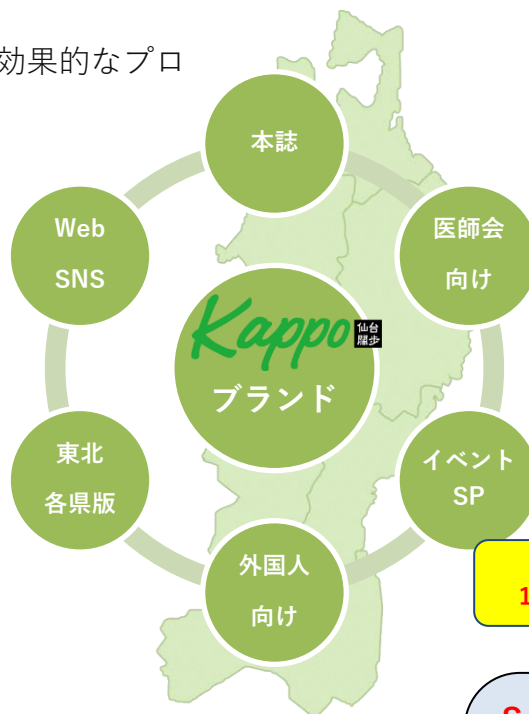 効果的なプロ
本誌
Web
SNS
医師会
向け
Kappo 仙台
闊歩
ブランド
東北
各県版
イベント
SP
外国人
向け
1
S